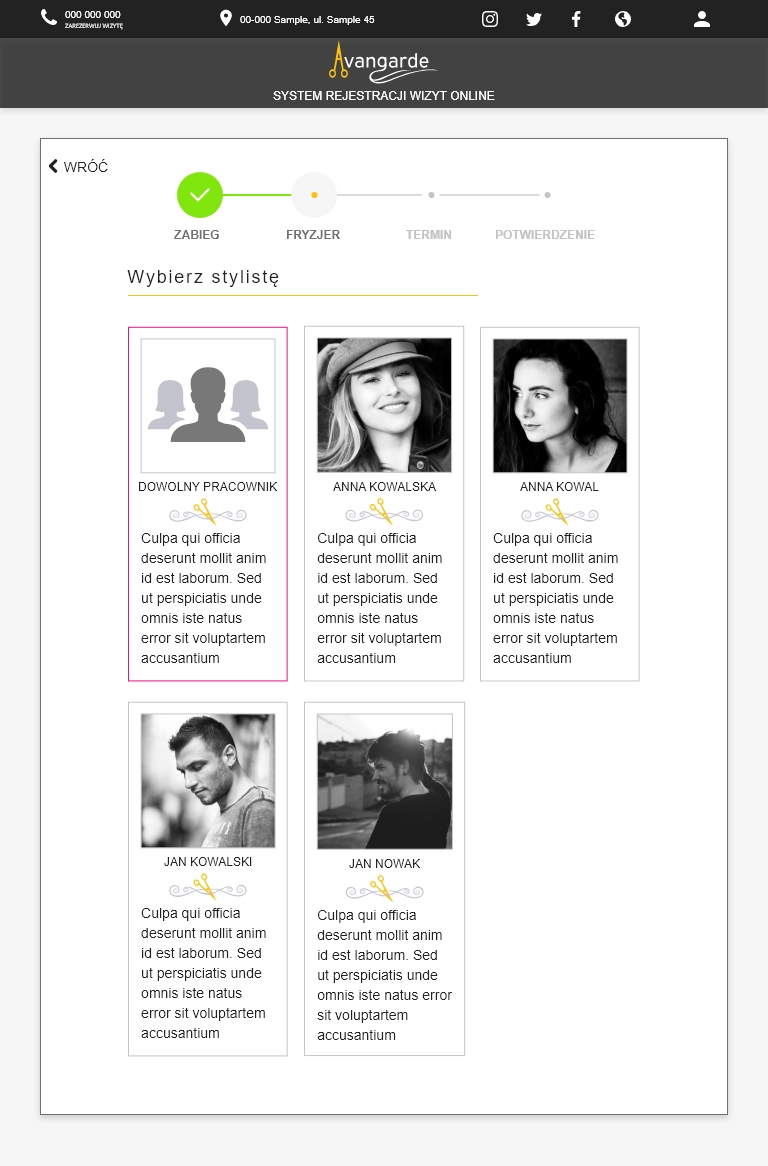 000 000 000
ZAREZERWUJ WIZYTĘ
00-000 Sample, ul. Sample 45
Avangarde
SYSTEM REJESTRACJI WIZYT ONLINE
WRÓĆ
ZABIEG
FRYZJER
TERMIN
POTWIERDZENIE
Wybierz stylistę
DOWOLNY PRACOWNIK
Culpa qui officia
deserunt mollit anim
id est laborum. Sed
ut perspiciatis unde
omnis iste natus
error sit voluptartem
accusantium
ANNA KOWALSKA
Culpa qui officia
deserunt mollit anim
id est laborum. Sed
ut perspiciatis unde
omnis iste natus
error sit voluptartem
accusantium
ANNA KOWAL
Culpa qui officia
deserunt mollit anim
id est laborum. Sed
ut perspiciatis unde
omnis iste natus
error sit voluptartem
accusantium
JAN KOWALSKI
Culpa qui officia
deserunt mollit anim
id est laborum. Sed
ut perspiciatis unde
omnis iste natus
error sit voluptartem
accusantium
JAN NOWAK
Culpa qui officia
deserunt mollit anim
id est laborum. Sed
ut perspiciatis unde
omnis iste natus error
sit voluptartem
accusantium